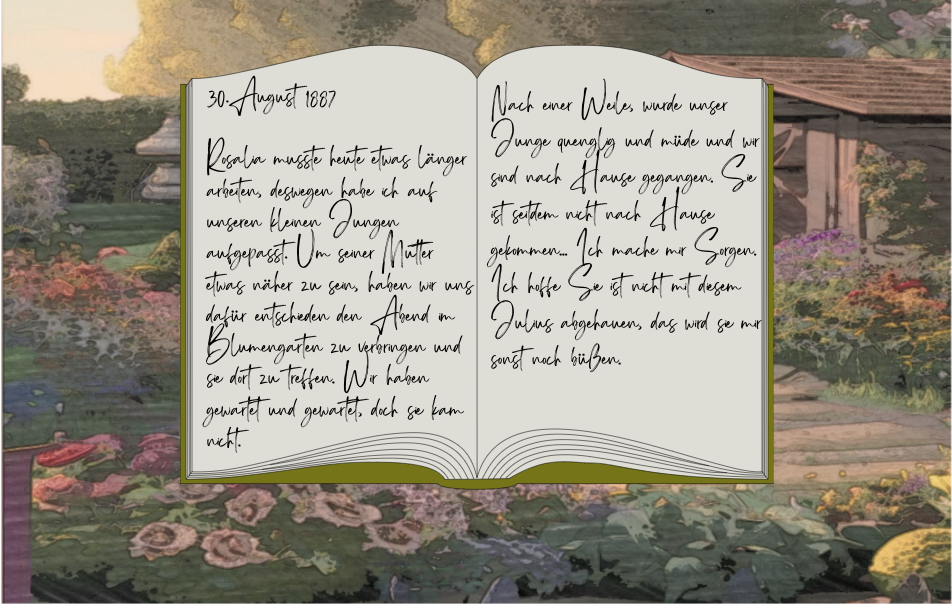 30. August 1887
Rosalia musste heute etwas länger
arbeiten, deswegen habe ich auf
unseren kleinen Jungen
aufgepasst. Um seiner Mutter
etwas näher zu sein, haben wir uns
dafür entschieden den Abend im
Blumengarten zu verbringen und
sie dort zu treffen. Wir haben
gewartet und gewartet, doch sie kam
nicht.
Nach einer Weile, wurde unser
Junge quenglig und müde und wir
sind nach Hause gegangen. Sie
ist seitdem nicht nach Hause
gekommen... Ich mache mir Sorgen.
Ich hoffe Sie ist nicht mit diesem
Julius abgehauen, das wird sie mir
sonst noch büßen.